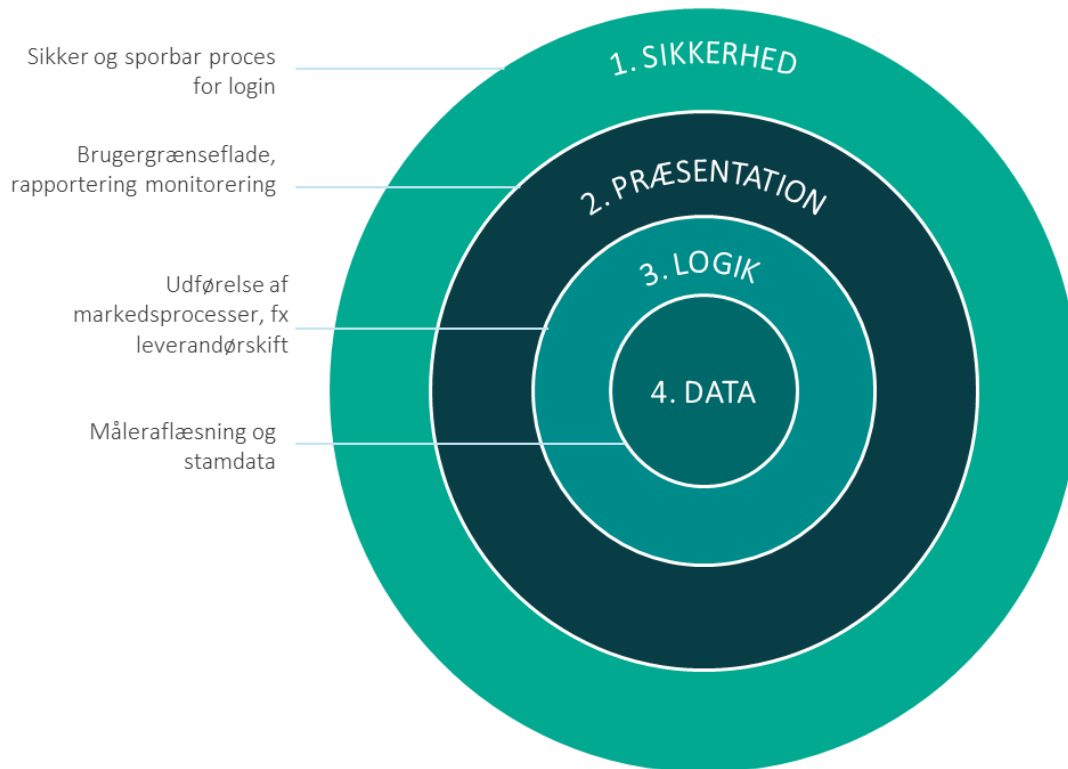 Sikker og sporbar proces
for login
Brugergrænseflade,
rapportering monitorering
Udførelse af
markedsprocesser, fx
leverandørskift
Måleraflæsning og
stamdata
1. SIKKERHED
2. PRÆSENTATION
3. LOGIK
4. DATA